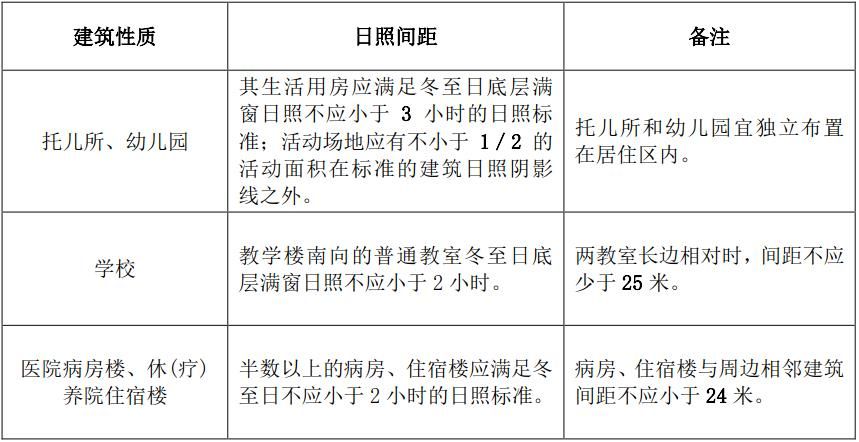 建筑性质
日照间距
备注
托儿所、幼儿园
其生活用房应满足冬至日底层满
窗日照不应小于 3 小时的日照标
准；活动场地应有不小于 1／2 的
活动面积在标准的建筑日照阴影
线之外。
托儿所和幼儿园宜独立布置
在居住区内。
学校
教学楼南向的普通教室冬至日底
层满窗日照不应小于 2 小时。
两教室长边相对时，间距不应
少于 25 米。
医院病房楼、休(疗)
养院住宿楼
半数以上的病房、住宿楼应满足冬
至日不应小于 2 小时的日照标准。
病房、住宿楼与周边相邻建筑
间距不应小于 24 米。